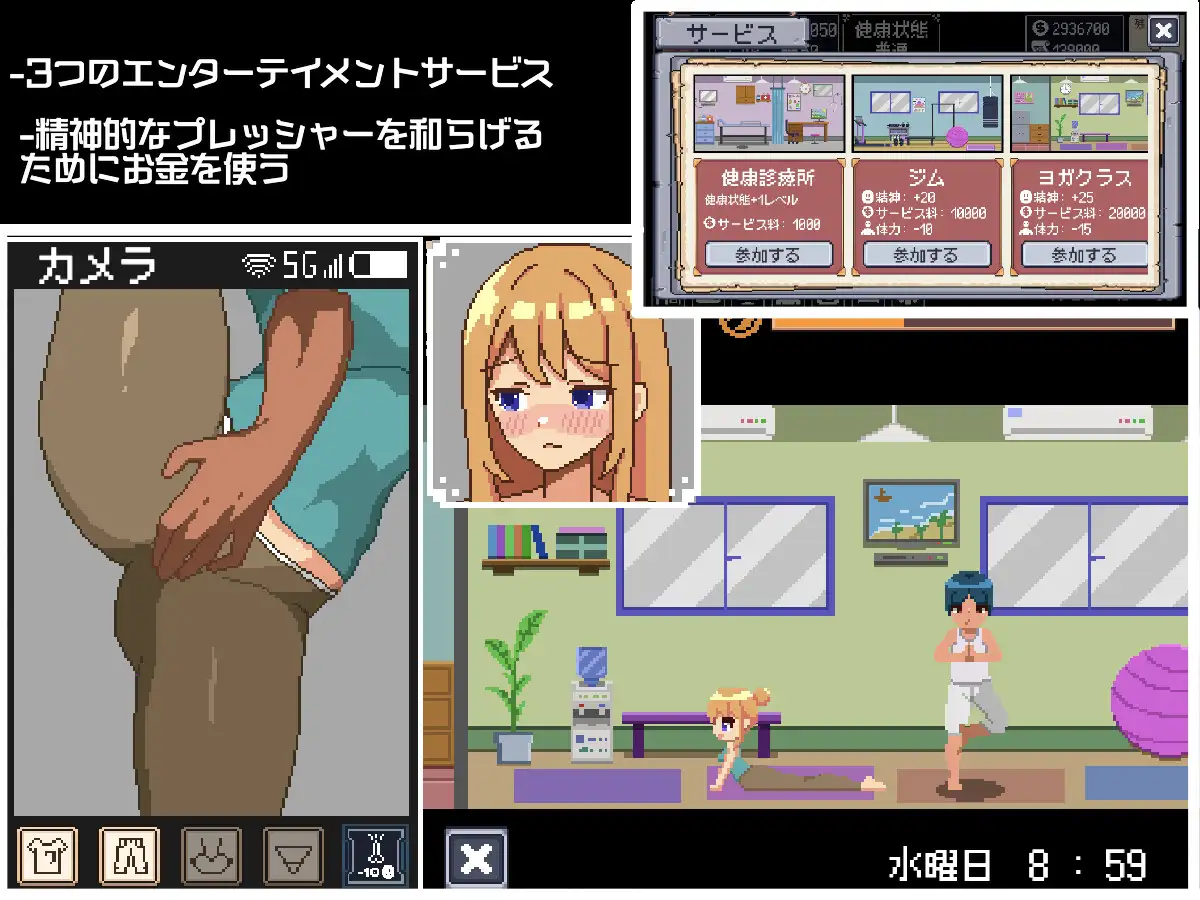 -3つのエンターテイメントサービス
-精神的なプレッシャーを和らげる
ためにお金を使う
サービス
050
健康状態
普通
2936700
健康診療所
健康状態+1レベル
サービス料: 1000
参加する
ジム
精神: +20
サービス料: 10000
体力: -10
参加する
ヨガクラス
精神: +25
サービス料: 20000
体力: -15
参加する
カメラ
5G
-10
水曜日 8 : 59